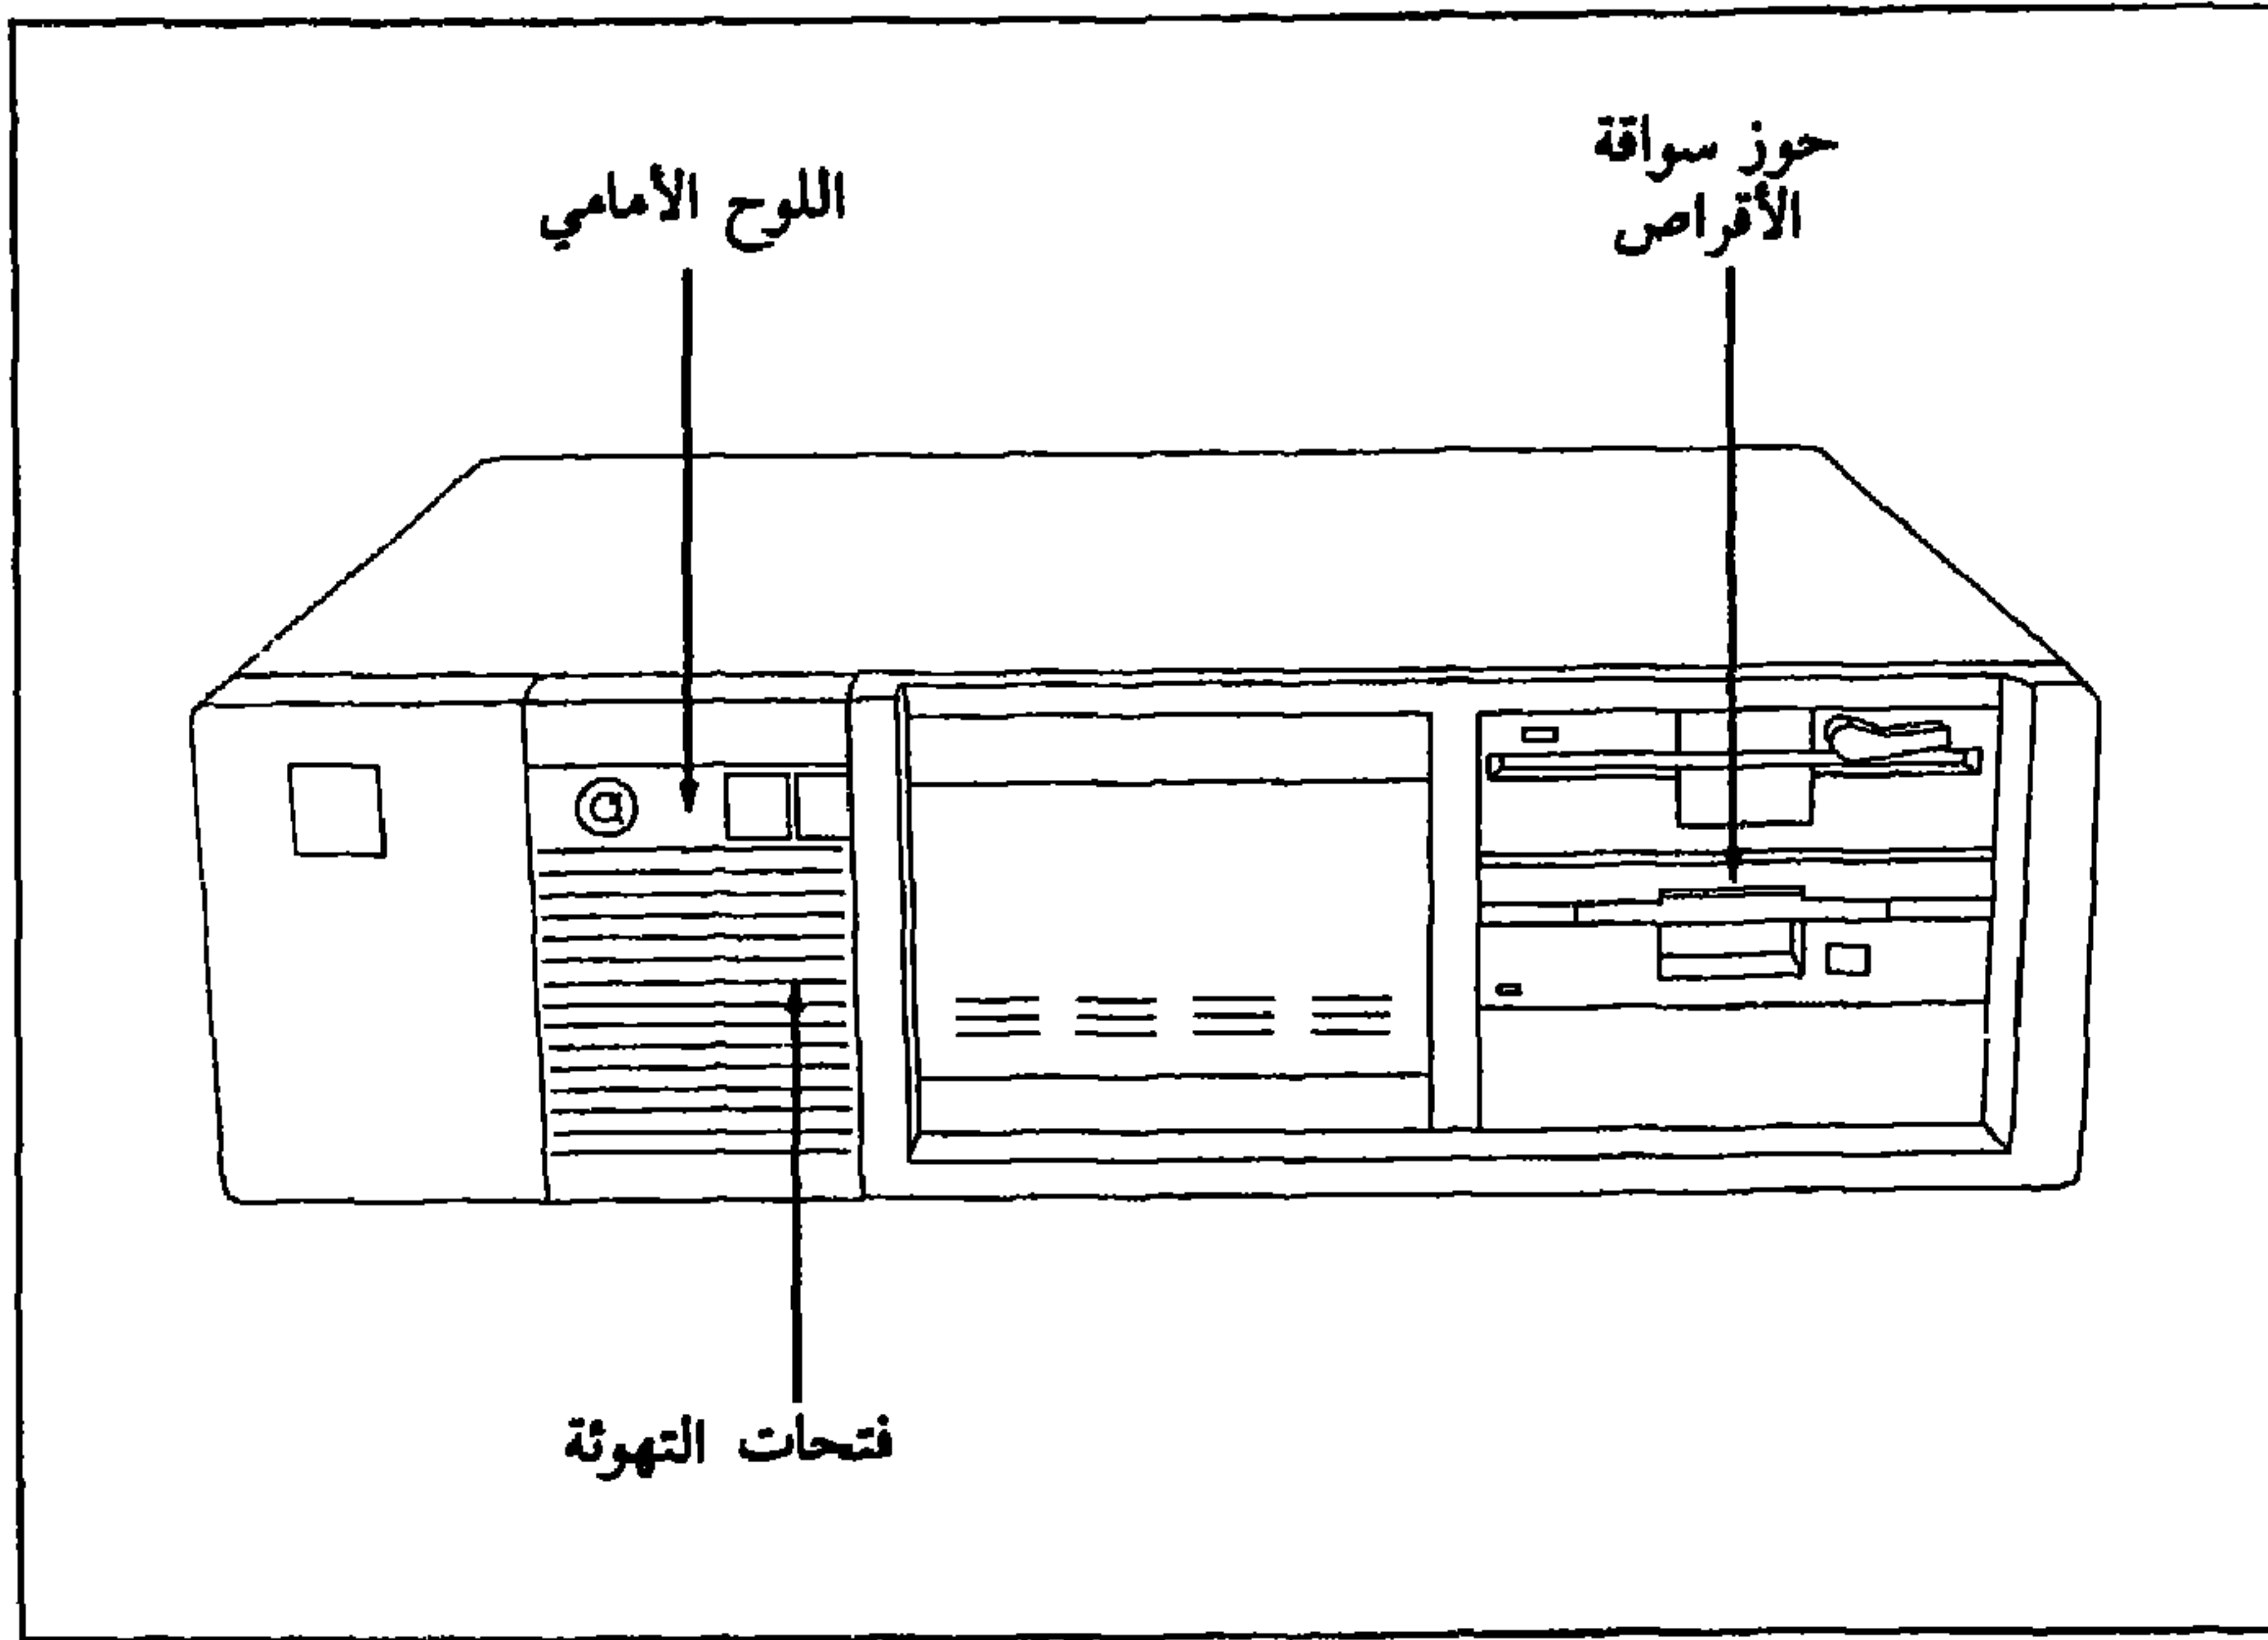 حوز سواقة
الأقراص
اللوح الأمامي
فتحات التهوئة